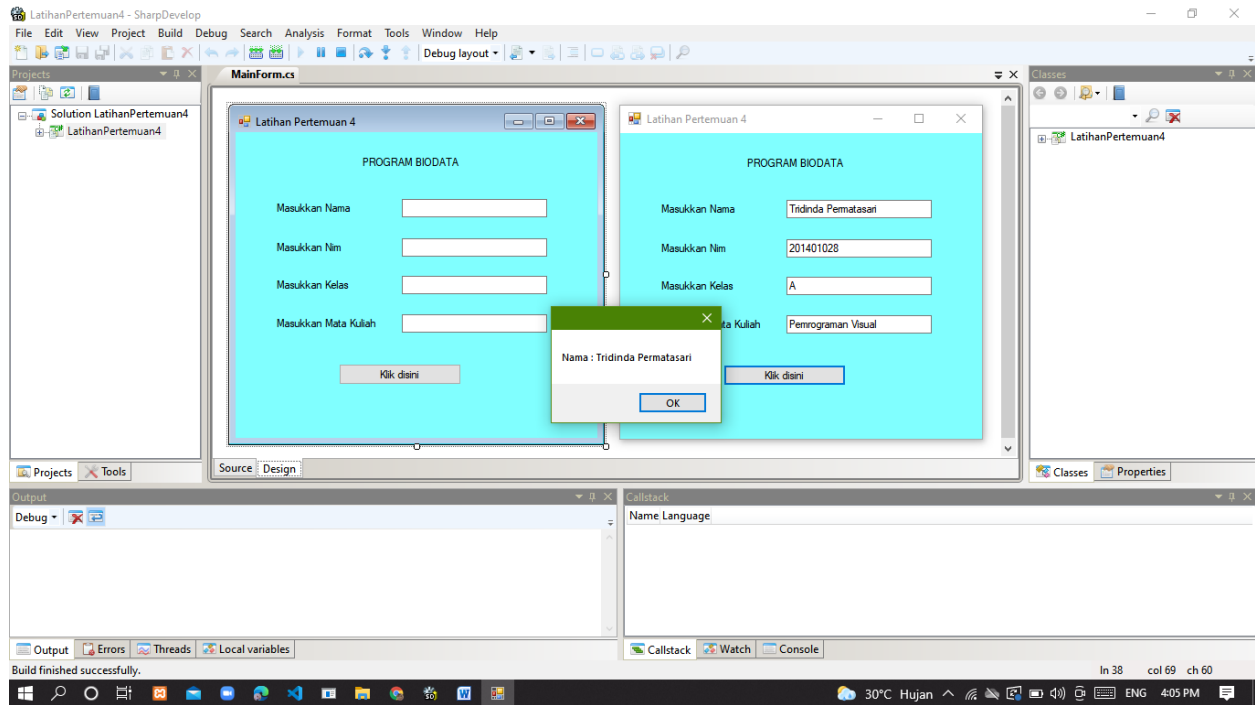 LatihanPertemuan4 - SharpDevelop
File Edit View Project Build Debug Search Analysis Format Tools Window Help
Debug layout
Projects
MainForm.cs
Classes
Solution LatihanPertemuan4
LatihanPertemuan4
LatihanPertemuan4
Latihan Pertemuan 4
PROGRAM BIODATA
Masukkan Nama
Masukkan Nim
Masukkan Kelas
Masukkan Mata Kuliah
Klik disini
Latihan Pertemuan 4
PROGRAM BIODATA
Masukkan Nama Tridinda Permatasari
Masukkan Nim 201401028
Masukkan Kelas A
ta Kuliah Pemrograman Visual
Klik disini
Nama : Tridinda Permatasari
OK
Source Design
Projects Tools
Classes Properties
Output
Debug
Callstack
Name Language
Output Errors Threads Local variables
Callstack Watch Console
Build finished successfully.
ln 38 col 69 ch 60
30°C Hujan ENG 4:05 PM